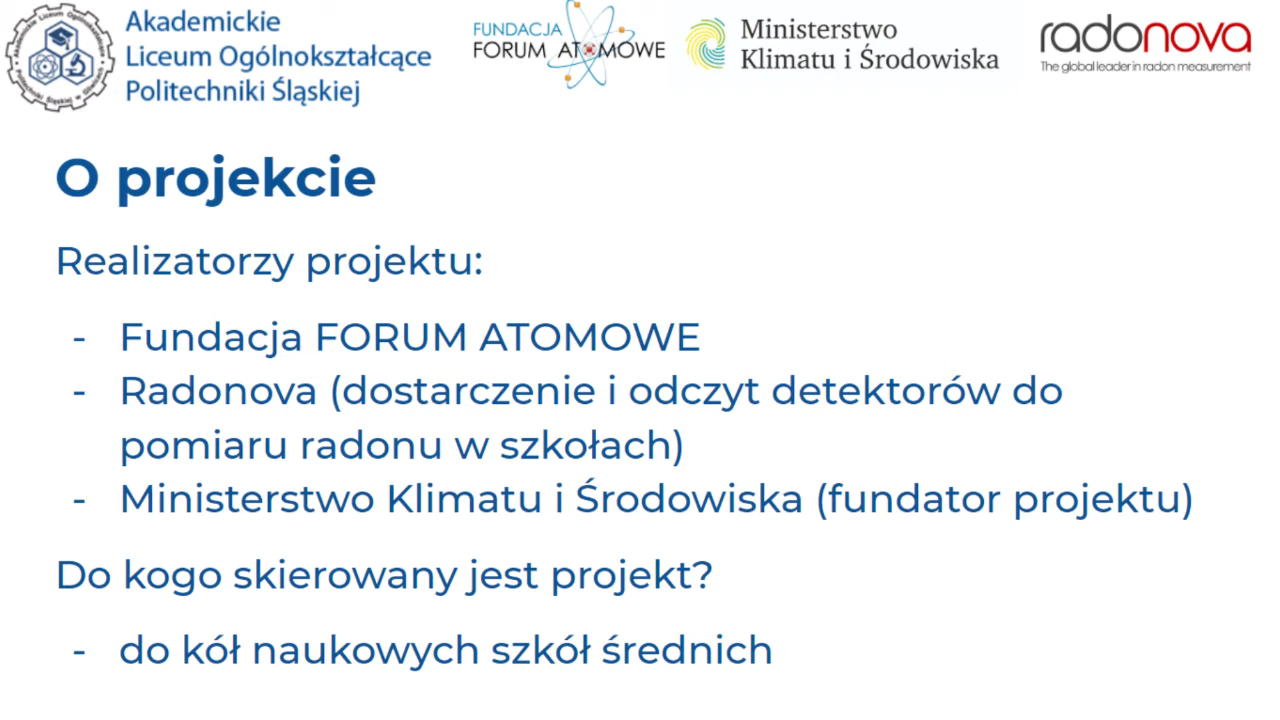 Akademickie
Liceum Ogólnokształcące
Politechniki Śląskiej
FUNDACJA
FORUM ATOMOWE
Ministerstwo
Klimatu i Środowiska
radonova
The global leader in radon measurement
O projekcie
Realizatorzy projektu:
- Fundacja FORUM ATOMOWE
- Radonova (dostarczenie i odczyt detektorów do
pomiaru radonu w szkołach)
- Ministerstwo Klimatu i Środowiska (fundator projektu)
Do kogo skierowany jest projekt?
- do kół naukowych szkół średnich